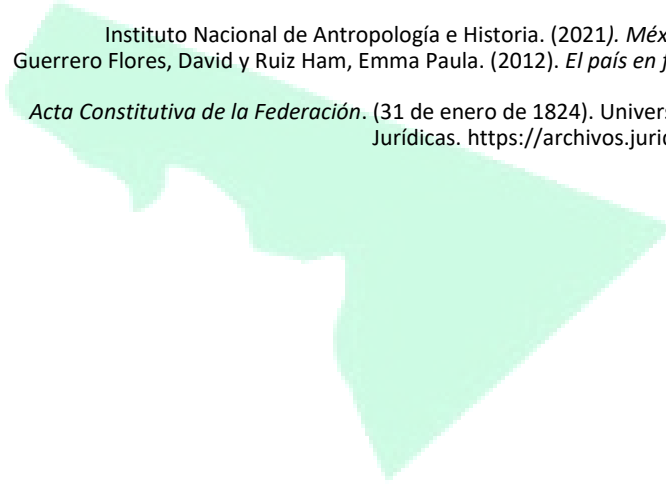 Instituto Nacional de Antropología e Historia. (2021). Méx
Guerrero Flores, David y Ruiz Ham, Emma Paula. (2012). El país en f
Acta Constitutiva de la Federación. (31 de enero de 1824). Univers
Jurídicas. https://archivos.juric